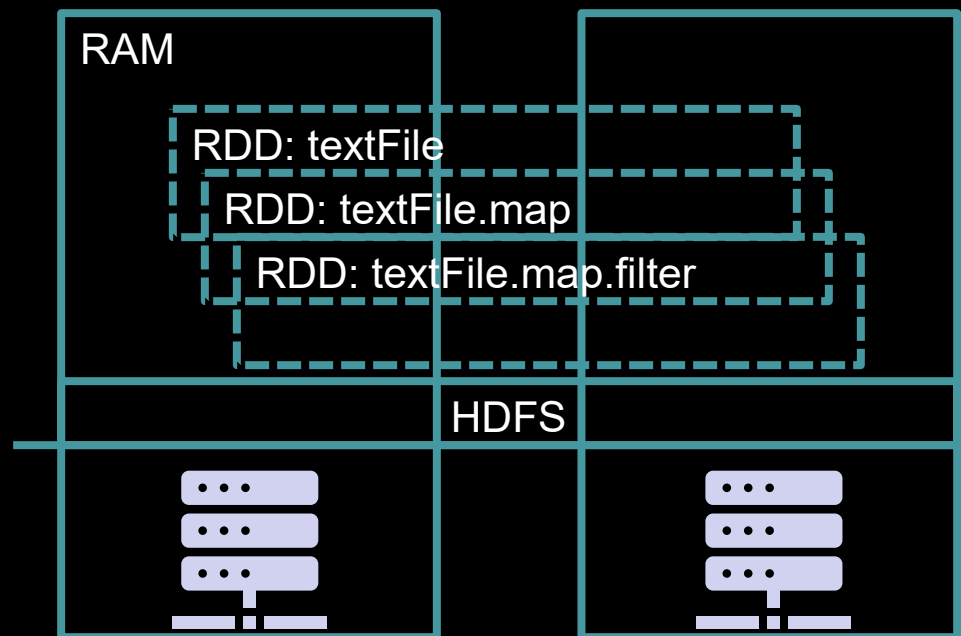 RAM
RDD: textFile
RDD: textFile.map
RDD: textFile.map.filter
HDFS